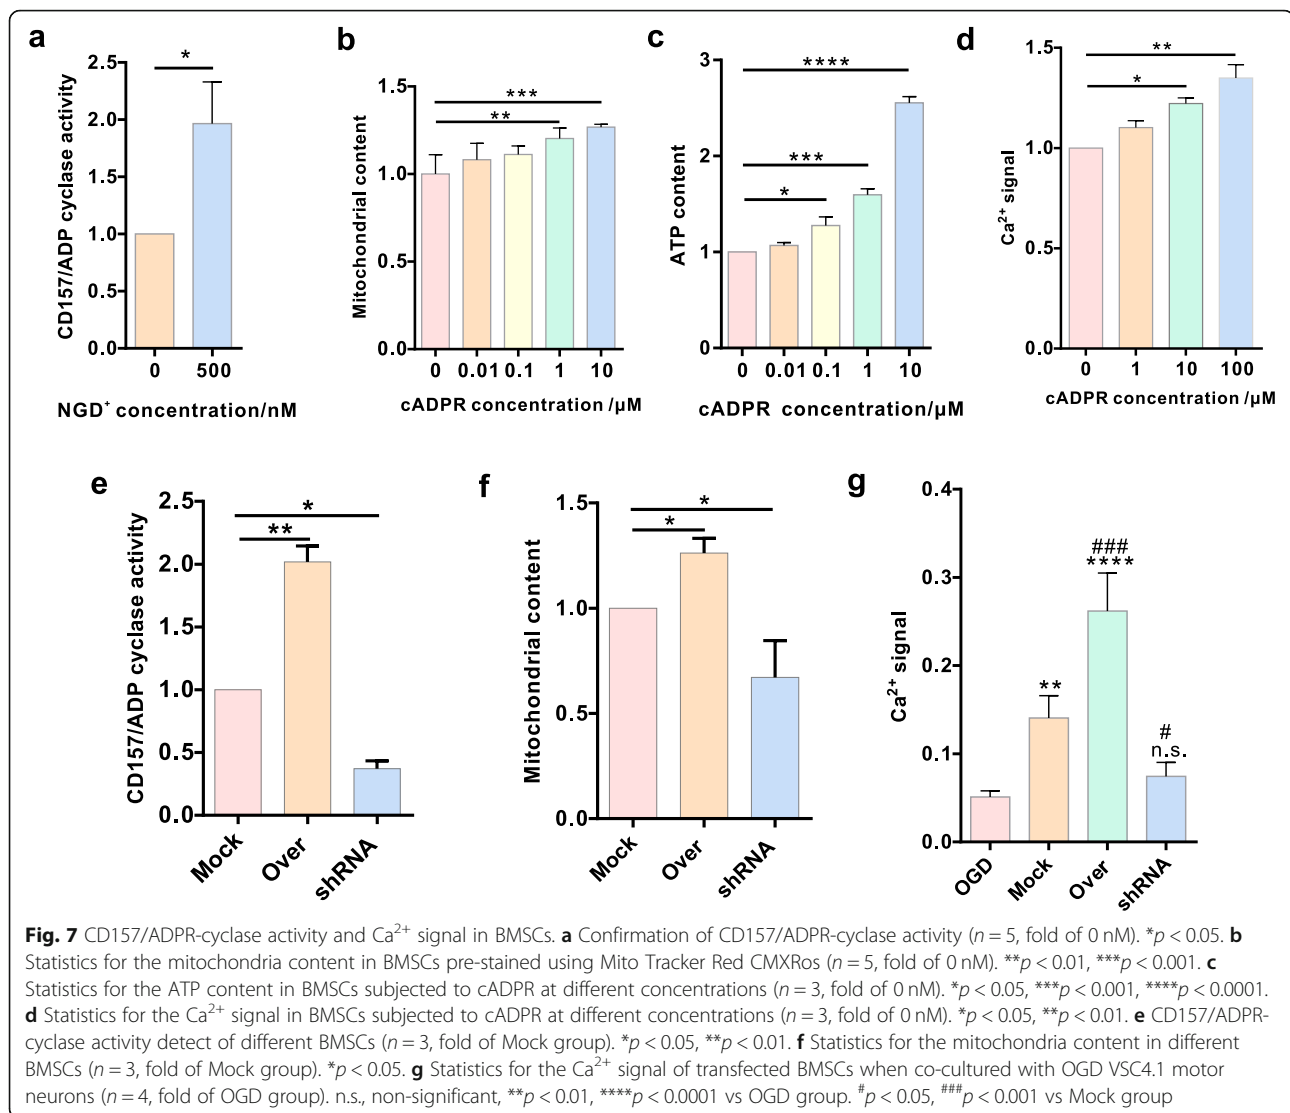 a
*
2.5
2.0
1.5
1.0
0.5
0.0
CD157/ADP cyclase activity
0 500
NGD⁺ concentration/nM
b
***
**
1.5
1.0
0.5
0.0
Mitochondrial content
0 0.01 0.1 1 10
cADPR concentration /μM
c
****
***
*
3
2
1
0
ATP content
0 0.01 0.1 1 10
cADPR concentration/μM
d
**
*
1.5
1.0
0.5
0.0
Ca²⁺ signal
0 1 10 100
cADPR concentration /μM
e
*
**
2.5
2.0
1.5
1.0
0.5
0.0
CD157/ADP cyclase activity
Mock Over shRNA
f
*
*
1.5
1.0
0.5
0.0
Mitochondrial content
Mock Over shRNA
g
###
****
**
#
n.s.
0.4
0.3
0.2
0.1
0.0
Ca²⁺ signal
OGD Mock Over shRNA
Fig. 7 CD157/ADPR-cyclase activity and Ca²⁺ signal in BMSCs. a Confirmation of CD157/ADPR-cyclase activity (n = 5, fold of 0 nM). *p < 0.05. b
Statistics for the mitochondria content in BMSCs pre-stained using Mito Tracker Red CMXRos (n = 5, fold of 0 nM). **p < 0.01, ***p < 0.001. c
Statistics for the ATP content in BMSCs subjected to cADPR at different concentrations (n = 3, fold of 0 nM). *p < 0.05, ***p < 0.001, ****p < 0.0001.
d Statistics for the Ca²⁺ signal in BMSCs subjected to cADPR at different concentrations (n = 3, fold of 0 nM). *p < 0.05, **p < 0.01. e CD157/ADPR-
cyclase activity detect of different BMSCs (n = 3, fold of Mock group). *p < 0.05, **p < 0.01. f Statistics for the mitochondria content in different
BMSCs (n = 3, fold of Mock group). *p < 0.05. g Statistics for the Ca²⁺ signal of transfected BMSCs when co-cultured with OGD VSC4.1 motor
neurons (n = 4, fold of OGD group). n.s., non-significant, **p < 0.01, ****p < 0.0001 vs OGD group. #p < 0.05, ###p < 0.001 vs Mock group